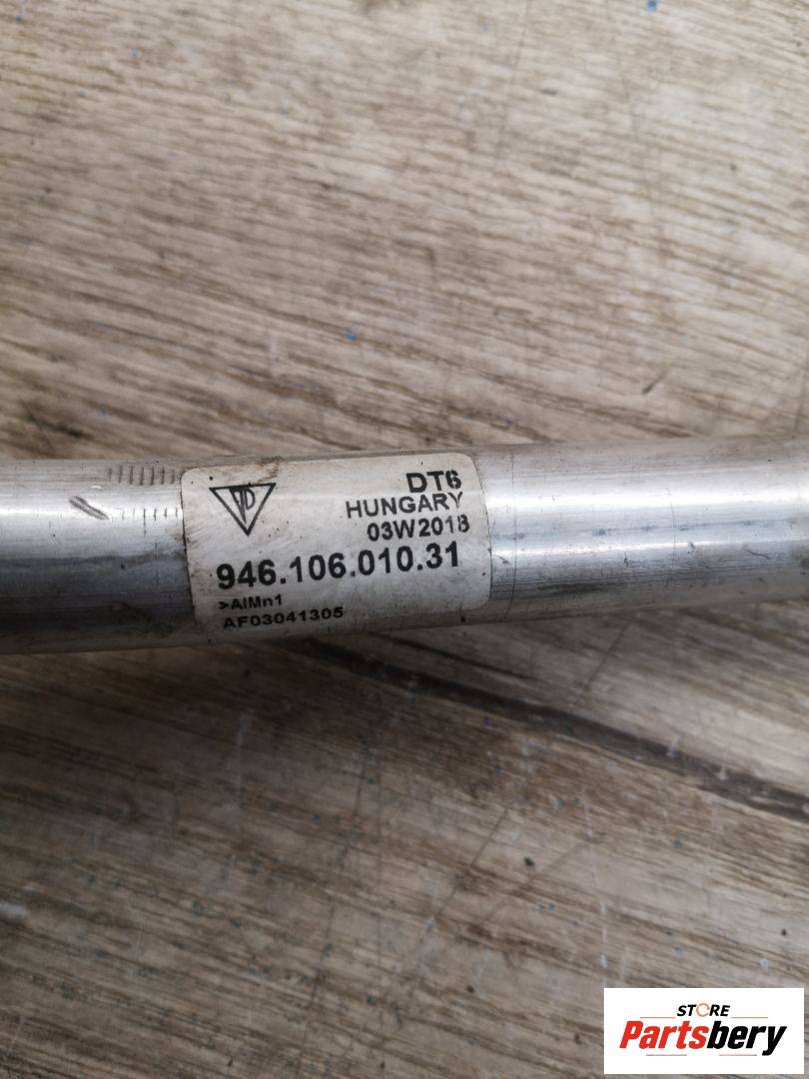 DT6
HUNGARY
03W2018
946.106.010.31
>AlMn1
AF03041305
STORE
Partsbery